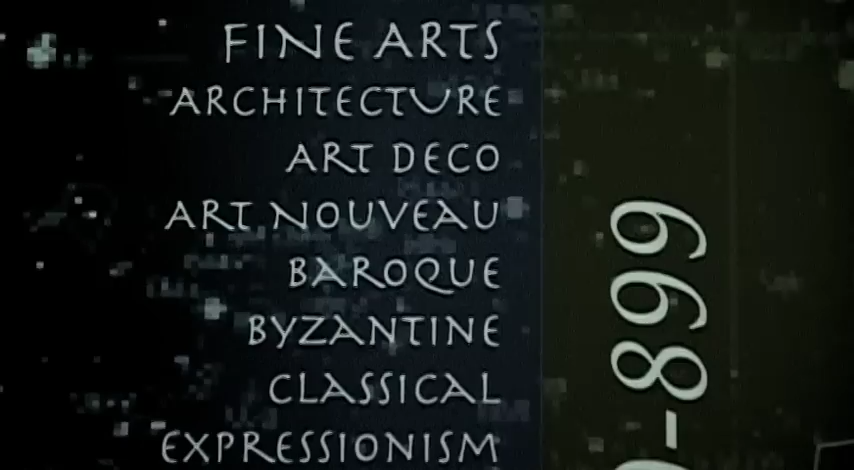 FINE ARTS
ARCHITECTURE
ART DECO
ART NOUVEAU
BAROQUE
BYZANTINE
CLASSICAL
EXPRESSIONISM
-899